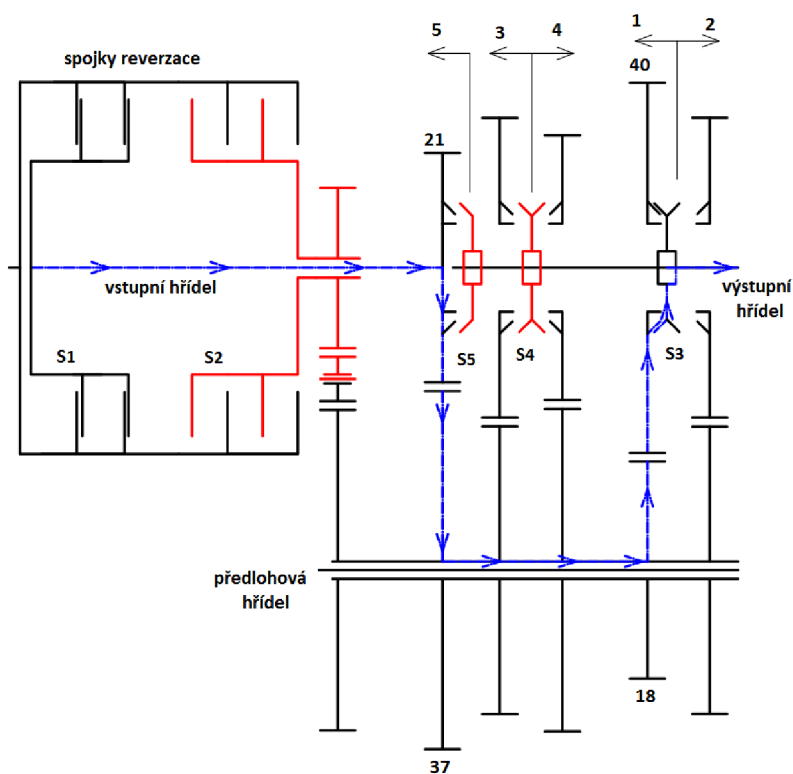 5
3
4
1
2
spojky reverzace
40
21
vstupní hřídel
výstupní
hřídel
S1
S2
S5
S4
S3
předlohová
hřídel
18
37